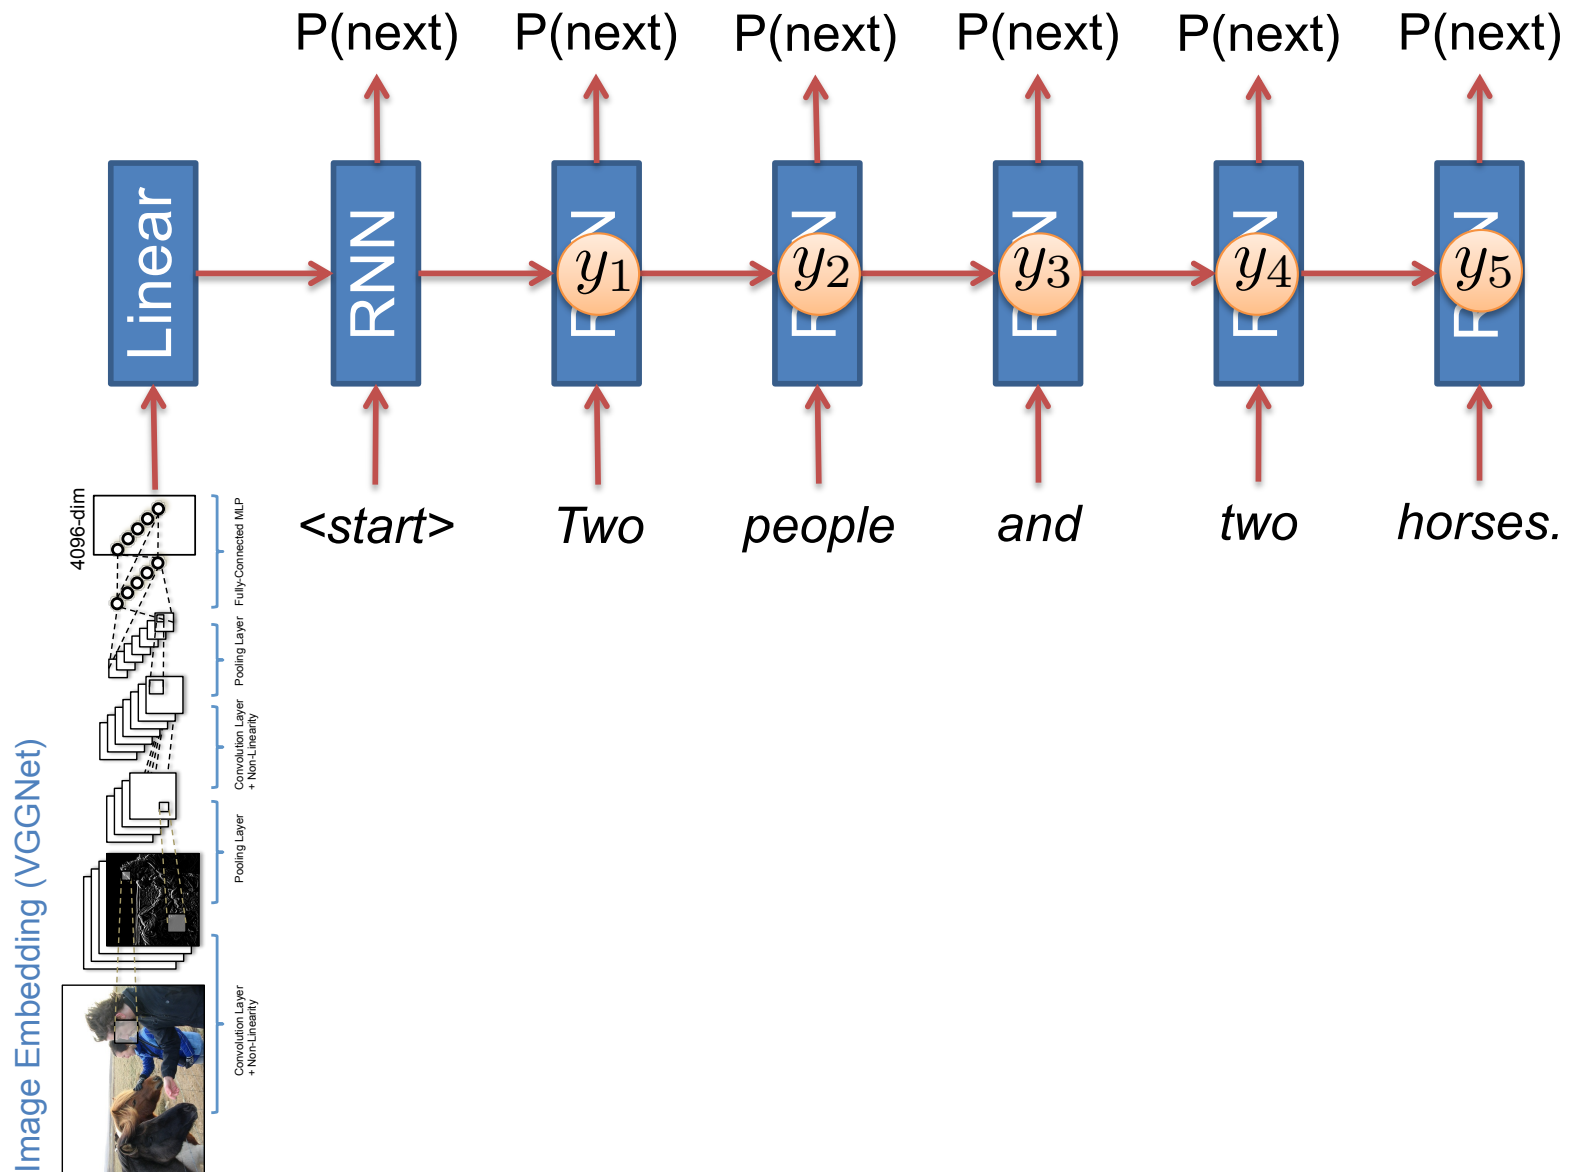 P(next) P(next) P(next) P(next) P(next) P(next)
Linear
RNN
y1
y2
y3
y4
y5
<start> Two people and two horses.
4096-dim
Fully-Connected MLP
Pooling Layer
Convolution Layer
+ Non-Linearity
Pooling Layer
Convolution Layer
+ Non-Linearity
Image Embedding (VGGNet)